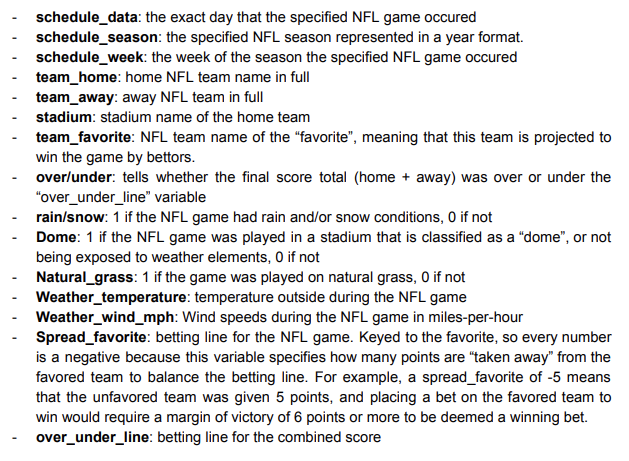 - schedule_data: the exact day that the specified NFL game occured
- schedule_season: the specified NFL season represented in a year format.
- schedule_week: the week of the season the specified NFL game occured
- team_home: home NFL team name in full
- team_away: away NFL team in full
- stadium: stadium name of the home team
- team_favorite: NFL team name of the “favorite”, meaning that this team is projected to
win the game by bettors.
- over/under: tells whether the final score total (home + away) was over or under the
“over_under_line” variable
- rain/snow: 1 if the NFL game had rain and/or snow conditions, 0 if not
- Dome: 1 if the NFL game was played in a stadium that is classified as a “dome”, or not
being exposed to weather elements, 0 if not
- Natural_grass: 1 if the game was played on natural grass, 0 if not
- Weather_temperature: temperature outside during the NFL game
- Weather_wind_mph: Wind speeds during the NFL game in miles-per-hour
- Spread_favorite: betting line for the NFL game. Keyed to the favorite, so every number
is a negative because this variable specifies how many points are “taken away” from the
favored team to balance the betting line. For example, a spread_favorite of -5 means
that the unfavored team was given 5 points, and placing a bet on the favored team to
win would require a margin of victory of 6 points or more to be deemed a winning bet.
- over_under_line: betting line for the combined score